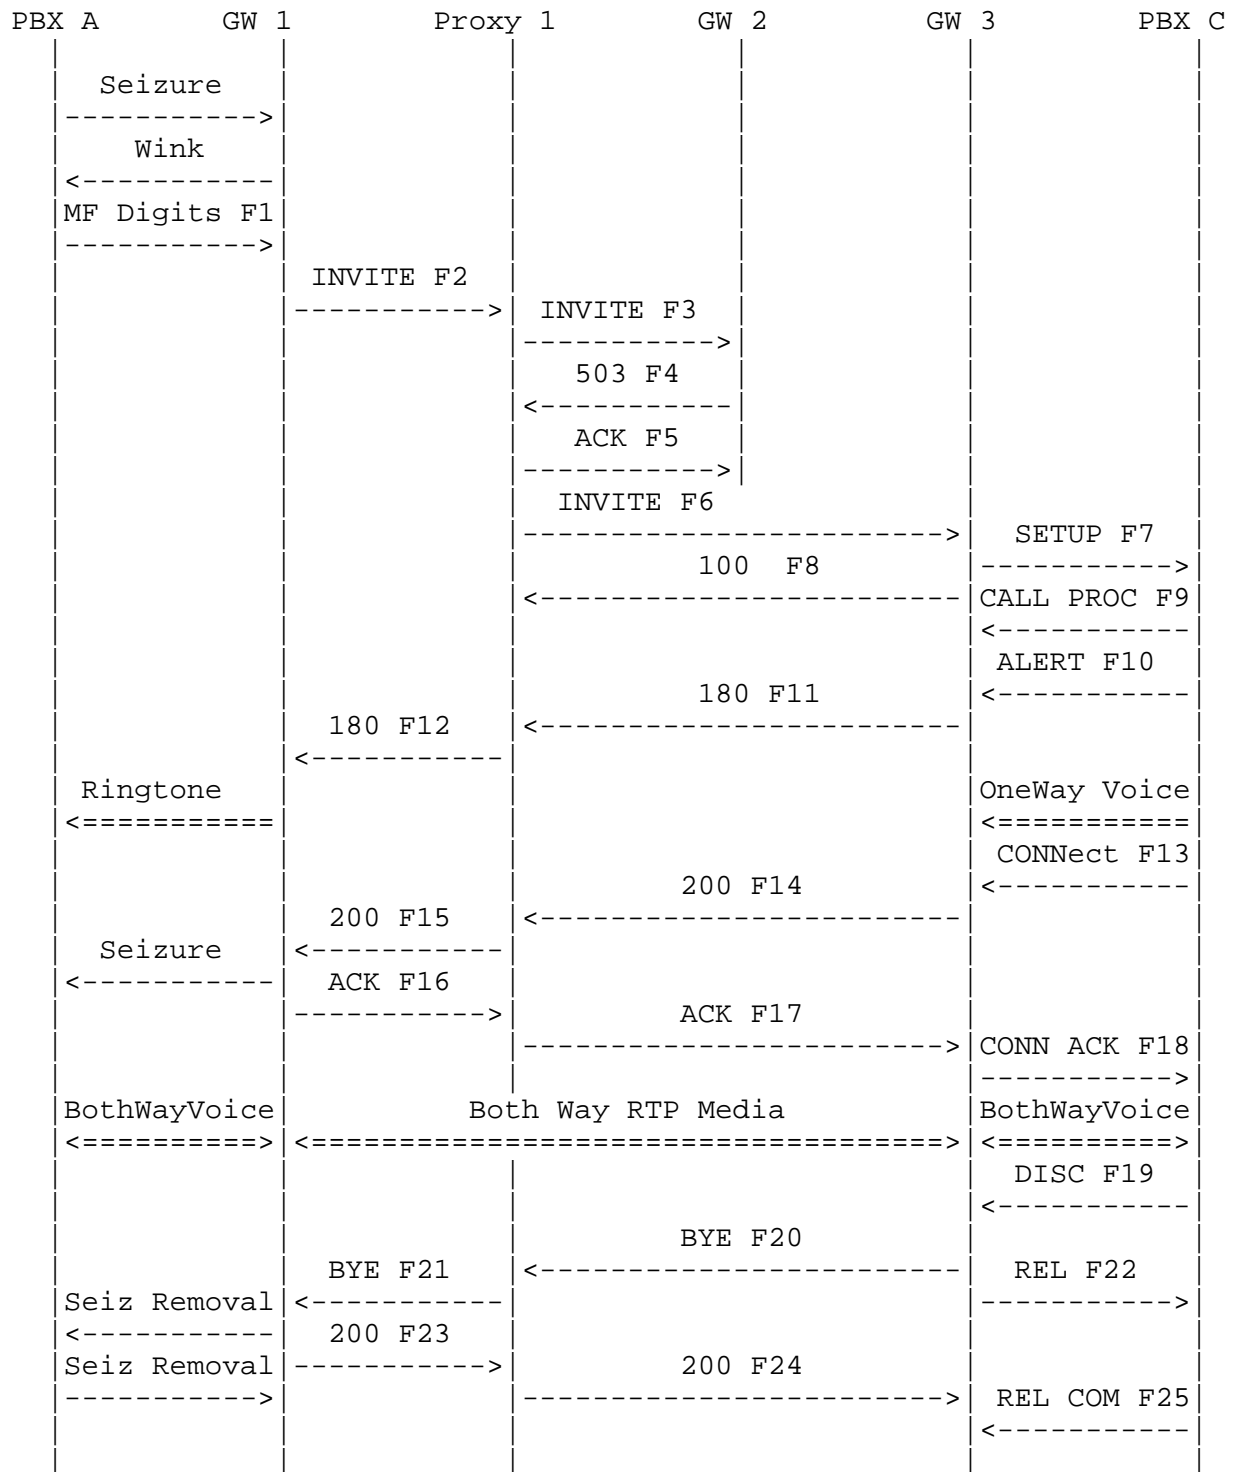 PBX A GW 1 Proxy 1 GW 2 GW 3 PBX C
Seizure
Wink
MF Digits F1
INVITE F2
INVITE F3
503 F4
ACK F5
INVITE F6
SETUP F7
100 F8
CALL PROC F9
ALERT F10
180 F11
180 F12
Ringtone OneWay Voice
CONNect F13
200 F14
200 F15
Seizure
ACK F16
ACK F17
CONN ACK F18
BothWayVoice Both Way RTP Media BothWayVoice
DISC F19
BYE F20
BYE F21 REL F22
Seiz Removal
200 F23
Seiz Removal 200 F24
REL COM F25